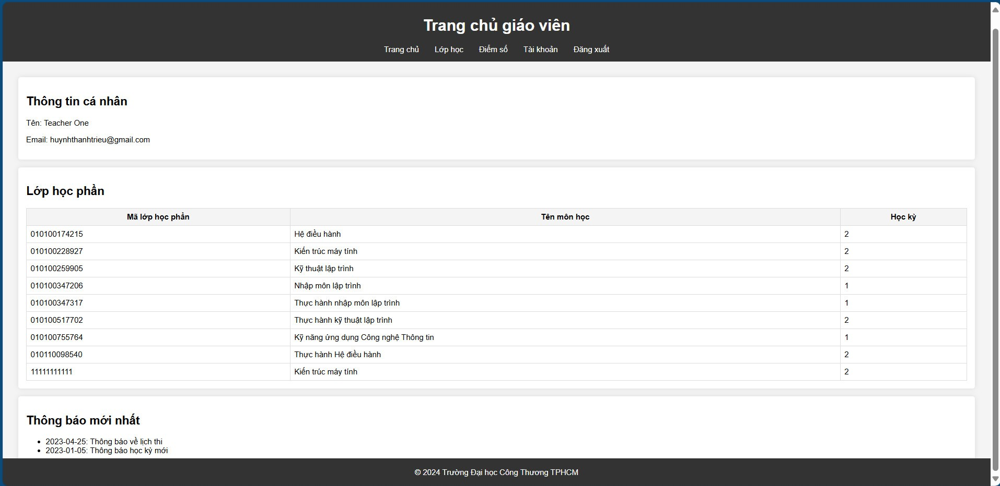 Trang chủ giáo viên
Trang chủ Lớp học Điểm số Tài khoản Đăng xuất
Thông tin cá nhân
Tên: Teacher One
Email: huynhthanhtrieu@gmail.com
Lớp học phần
Mã lớp học phần Tên môn học Học kỳ
010100174215 Hệ điều hành 2
010100228927 Kiến trúc máy tính 2
010100259905 Kỹ thuật lập trình 2
010100347206 Nhập môn lập trình 1
010100347317 Thực hành nhập môn lập trình 1
010100517702 Thực hành kỹ thuật lập trình 2
010100755764 Kỹ năng ứng dụng Công nghệ Thông tin 1
010110098540 Thực hành Hệ điều hành 2
11111111111 Kiến trúc máy tính 2
Thông báo mới nhất
• 2023-04-25: Thông báo về lịch thi
• 2023-01-05: Thông báo học kỳ mới
© 2024 Trường Đại học Công Thương TPHCM